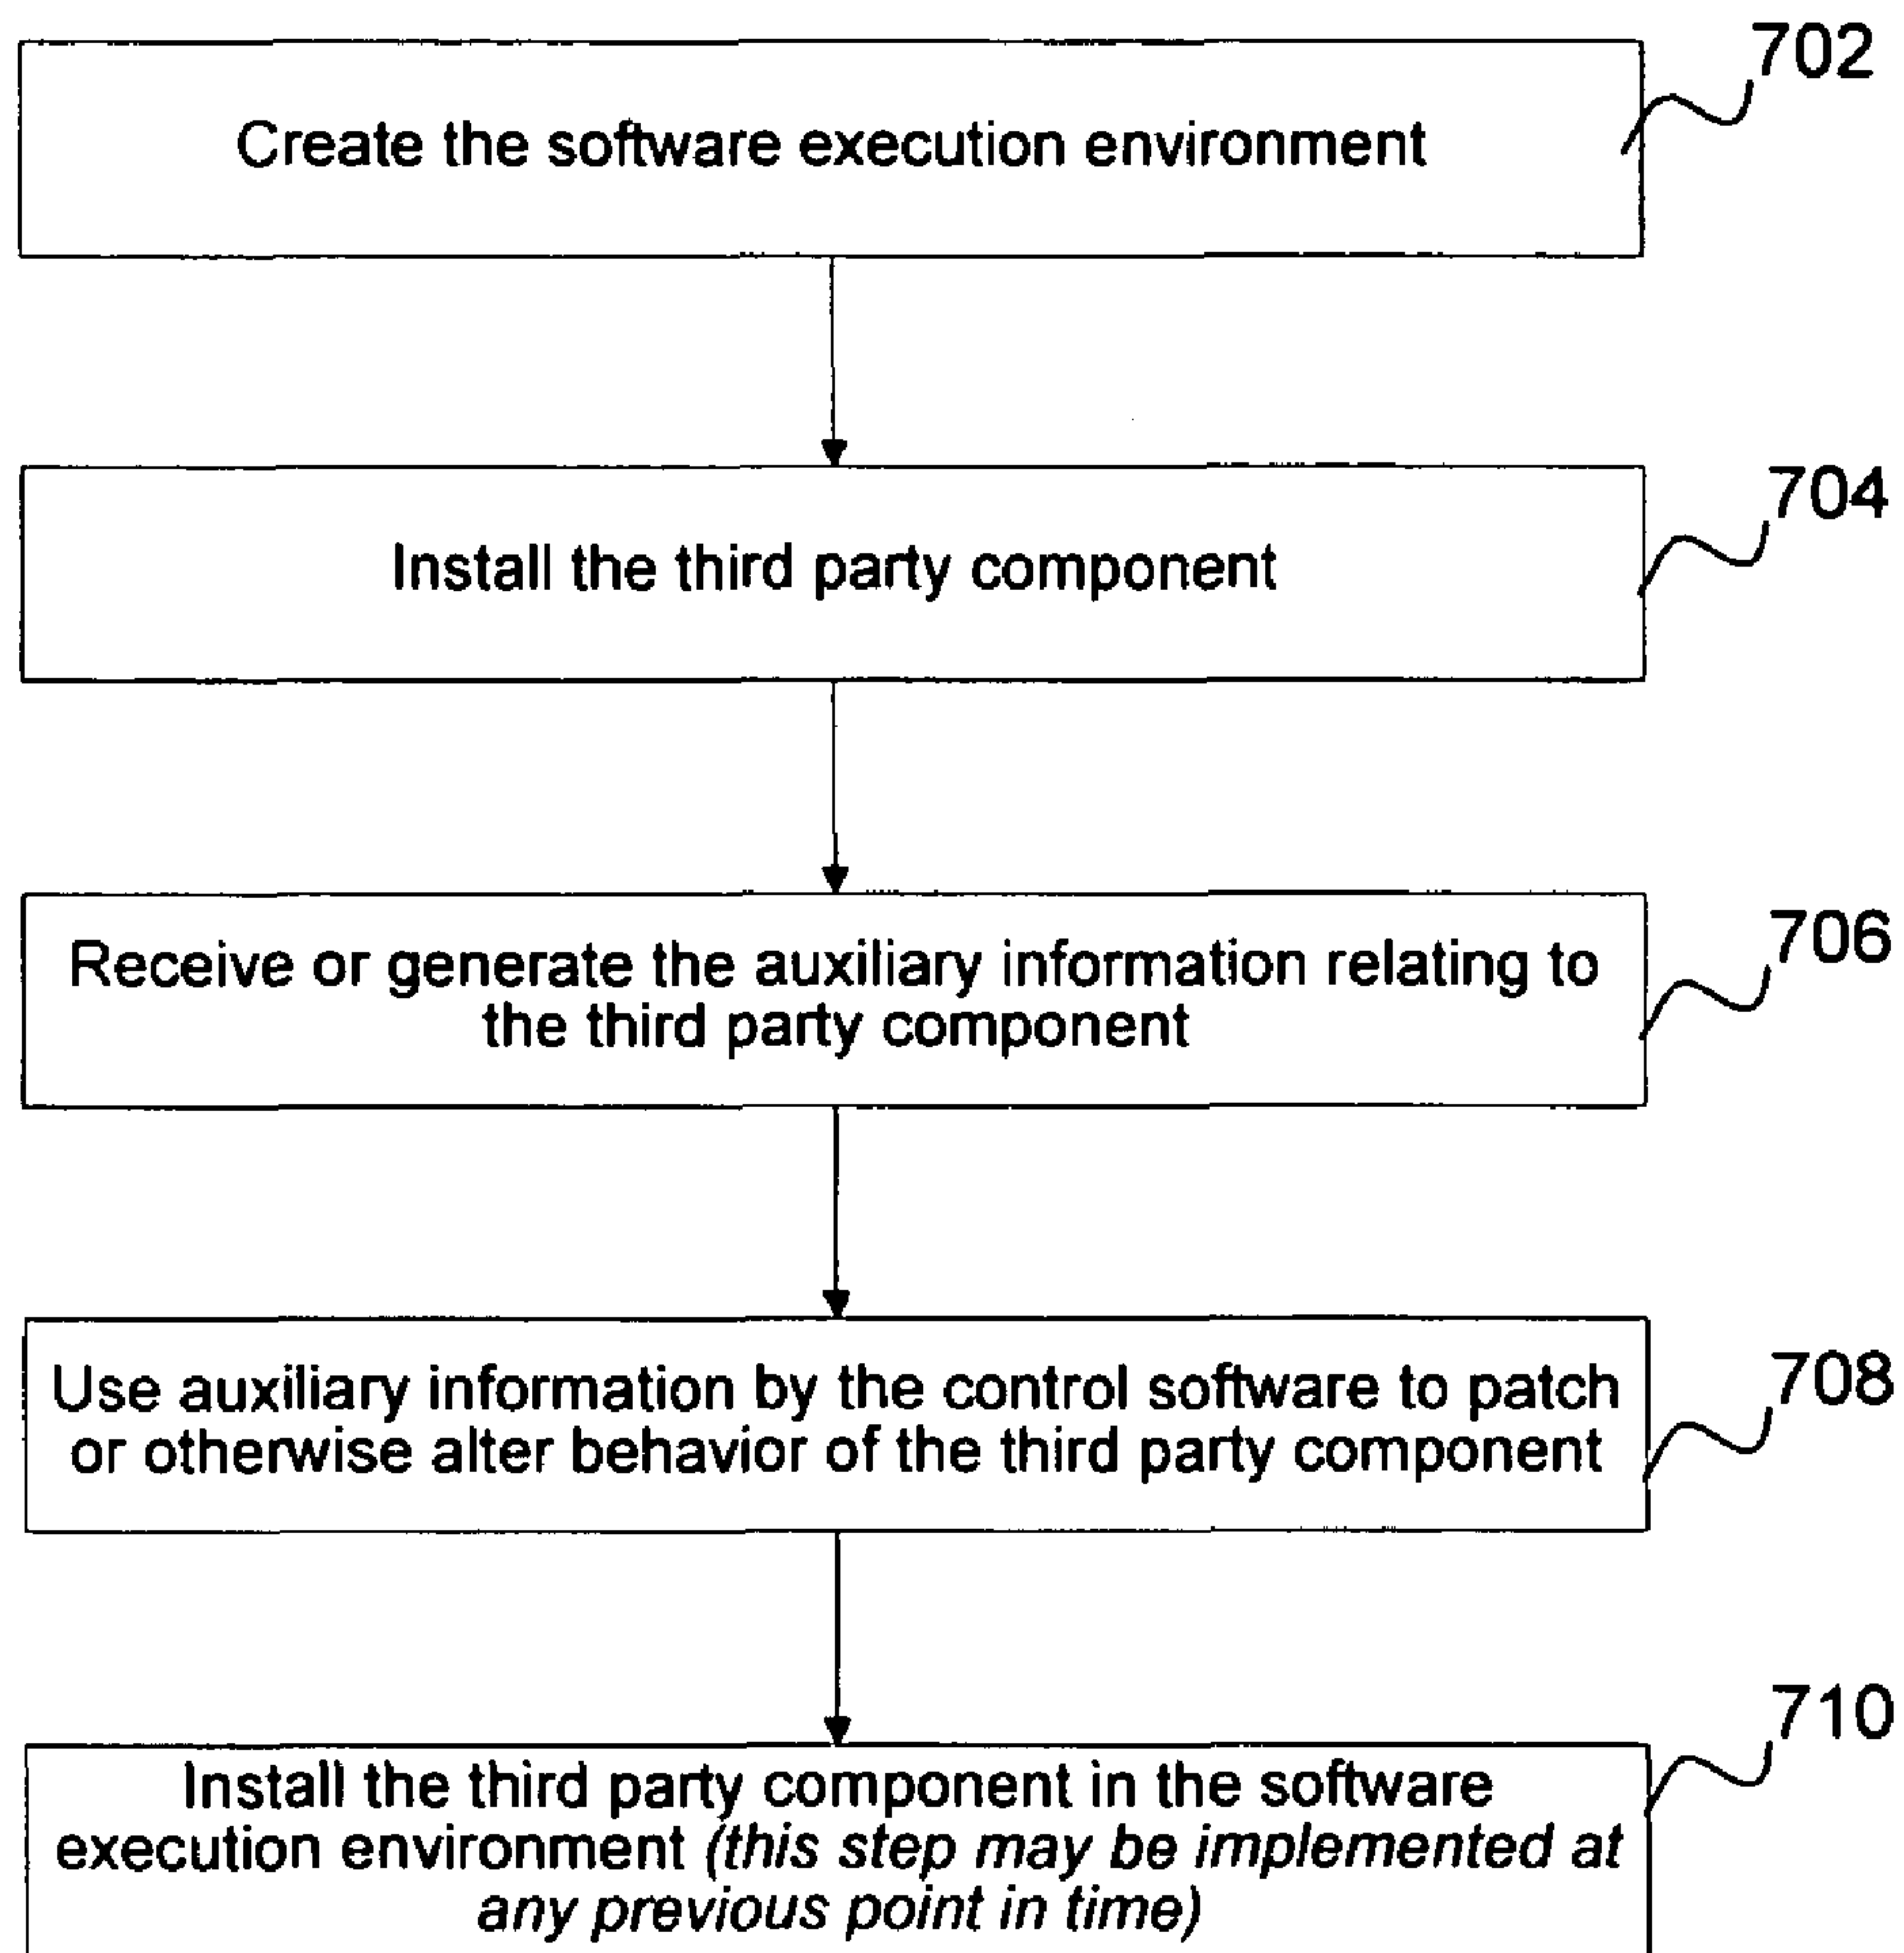 702
Create the software execution environment
704
Install the third party component
706
Receive or generate the auxiliary information relating to
the third party component
708
Use auxiliary information by the control software to patch
or otherwise alter behavior of the third party component
710
Install the third party component in the software
execution environment (this step may be implemented at
any previous point in time)